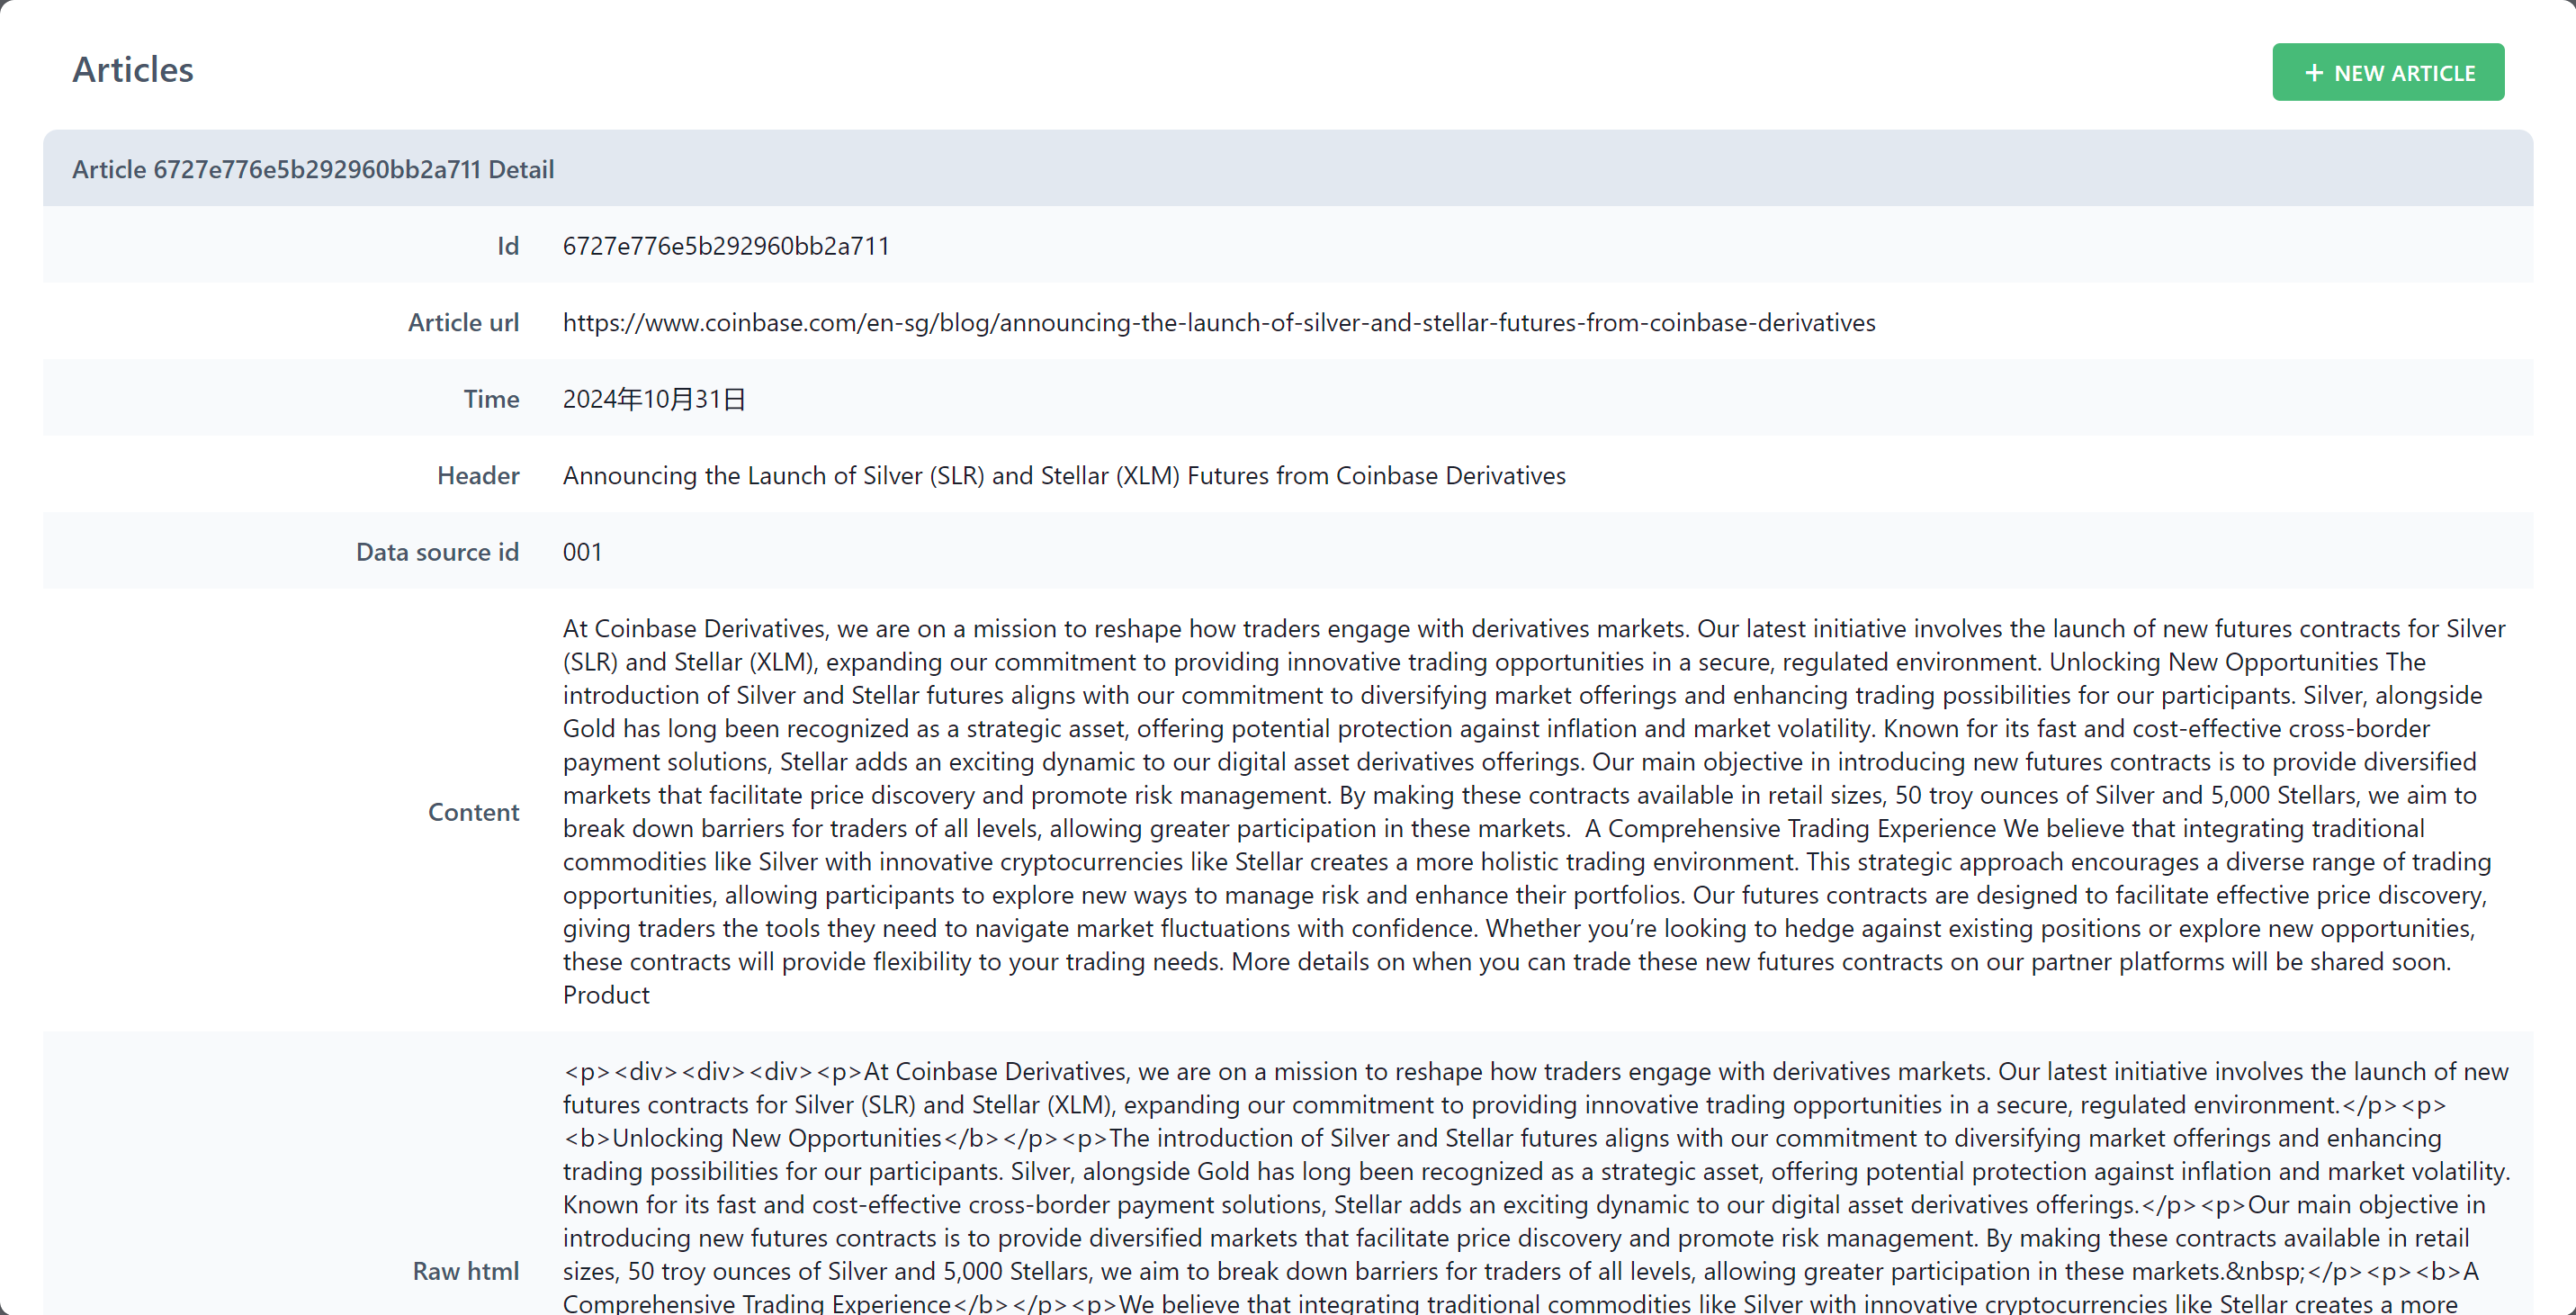 Articles
+ NEW ARTICLE
Article 6727e776e5b292960bb2a711 Detail
Id 6727e776e5b292960bb2a711
Article url https://www.coinbase.com/en-sg/blog/announcing-the-launch-of-silver-and-stellar-futures-from-coinbase-derivatives
Time 2024年10月31日
Header Announcing the Launch of Silver (SLR) and Stellar (XLM) Futures from Coinbase Derivatives
Data source id 001
Content
At Coinbase Derivatives, we are on a mission to reshape how traders engage with derivatives markets. Our latest initiative involves the launch of new futures contracts for Silver
(SLR) and Stellar (XLM), expanding our commitment to providing innovative trading opportunities in a secure, regulated environment. Unlocking New Opportunities The
introduction of Silver and Stellar futures aligns with our commitment to diversifying market offerings and enhancing trading possibilities for our participants. Silver, alongside
Gold has long been recognized as a strategic asset, offering potential protection against inflation and market volatility. Known for its fast and cost-effective cross-border
payment solutions, Stellar adds an exciting dynamic to our digital asset derivatives offerings. Our main objective in introducing new futures contracts is to provide diversified
markets that facilitate price discovery and promote risk management. By making these contracts available in retail sizes, 50 troy ounces of Silver and 5,000 Stellars, we aim to
break down barriers for traders of all levels, allowing greater participation in these markets.  A Comprehensive Trading Experience We believe that integrating traditional
commodities like Silver with innovative cryptocurrencies like Stellar creates a more holistic trading environment. This strategic approach encourages a diverse range of trading
opportunities, allowing participants to explore new ways to manage risk and enhance their portfolios. Our futures contracts are designed to facilitate effective price discovery,
giving traders the tools they need to navigate market fluctuations with confidence. Whether you’re looking to hedge against existing positions or explore new opportunities,
these contracts will provide flexibility to your trading needs. More details on when you can trade these new futures contracts on our partner platforms will be shared soon.
Product
Raw html
<p><div><div><div><p>At Coinbase Derivatives, we are on a mission to reshape how traders engage with derivatives markets. Our latest initiative involves the launch of new
futures contracts for Silver (SLR) and Stellar (XLM), expanding our commitment to providing innovative trading opportunities in a secure, regulated environment.</p><p>
<b>Unlocking New Opportunities</b></p><p>The introduction of Silver and Stellar futures aligns with our commitment to diversifying market offerings and enhancing
trading possibilities for our participants. Silver, alongside Gold has long been recognized as a strategic asset, offering potential protection against inflation and market volatility.
Known for its fast and cost-effective cross-border payment solutions, Stellar adds an exciting dynamic to our digital asset derivatives offerings.</p><p>Our main objective in
introducing new futures contracts is to provide diversified markets that facilitate price discovery and promote risk management. By making these contracts available in retail
sizes, 50 troy ounces of Silver and 5,000 Stellars, we aim to break down barriers for traders of all levels, allowing greater participation in these markets.&nbsp;</p><p><b>A
Comprehensive Trading Experience</b></p><p>We believe that integrating traditional commodities like Silver with innovative cryptocurrencies like Stellar creates a more